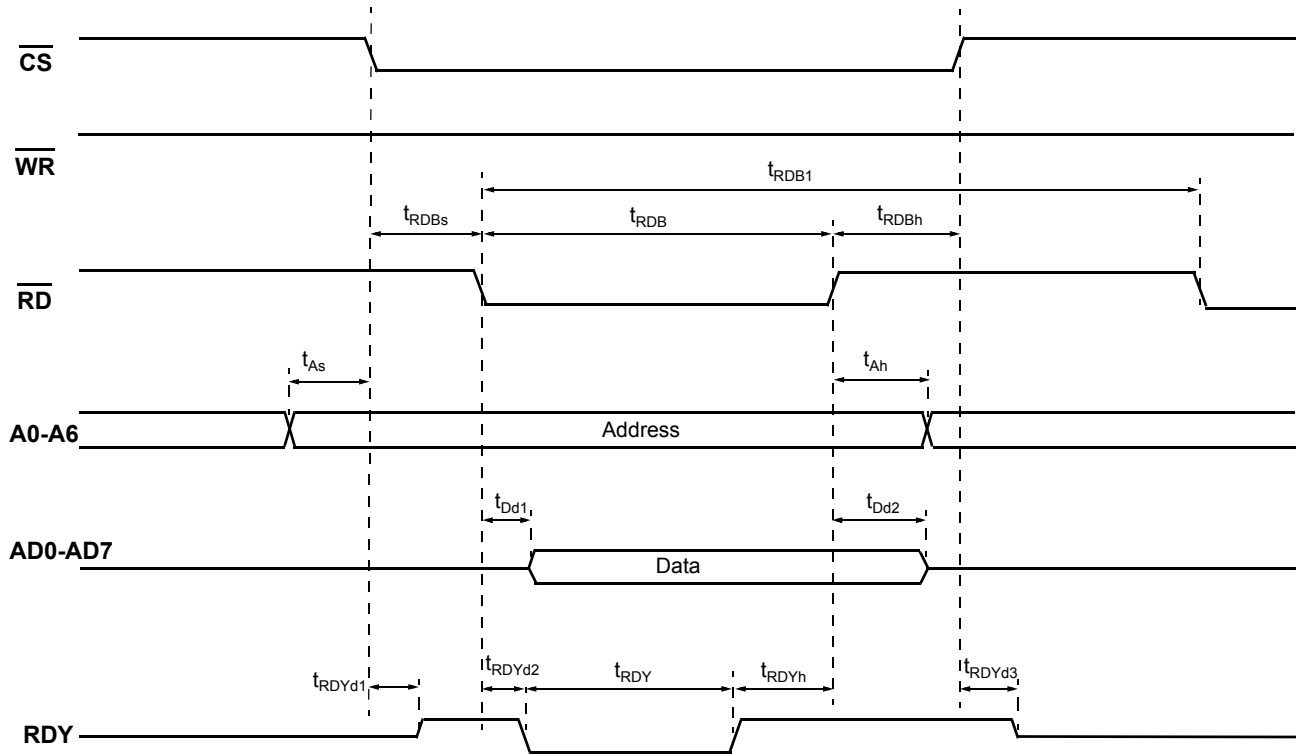 CS
WR
tRDB1
tRDBs tRDB tRDBh
RD
tAs tAh
A0-A6 Address
tDd1 tDd2
AD0-AD7 Data
tRDYd1 tRDYd2 tRDY tRDYh tRDYd3
RDY